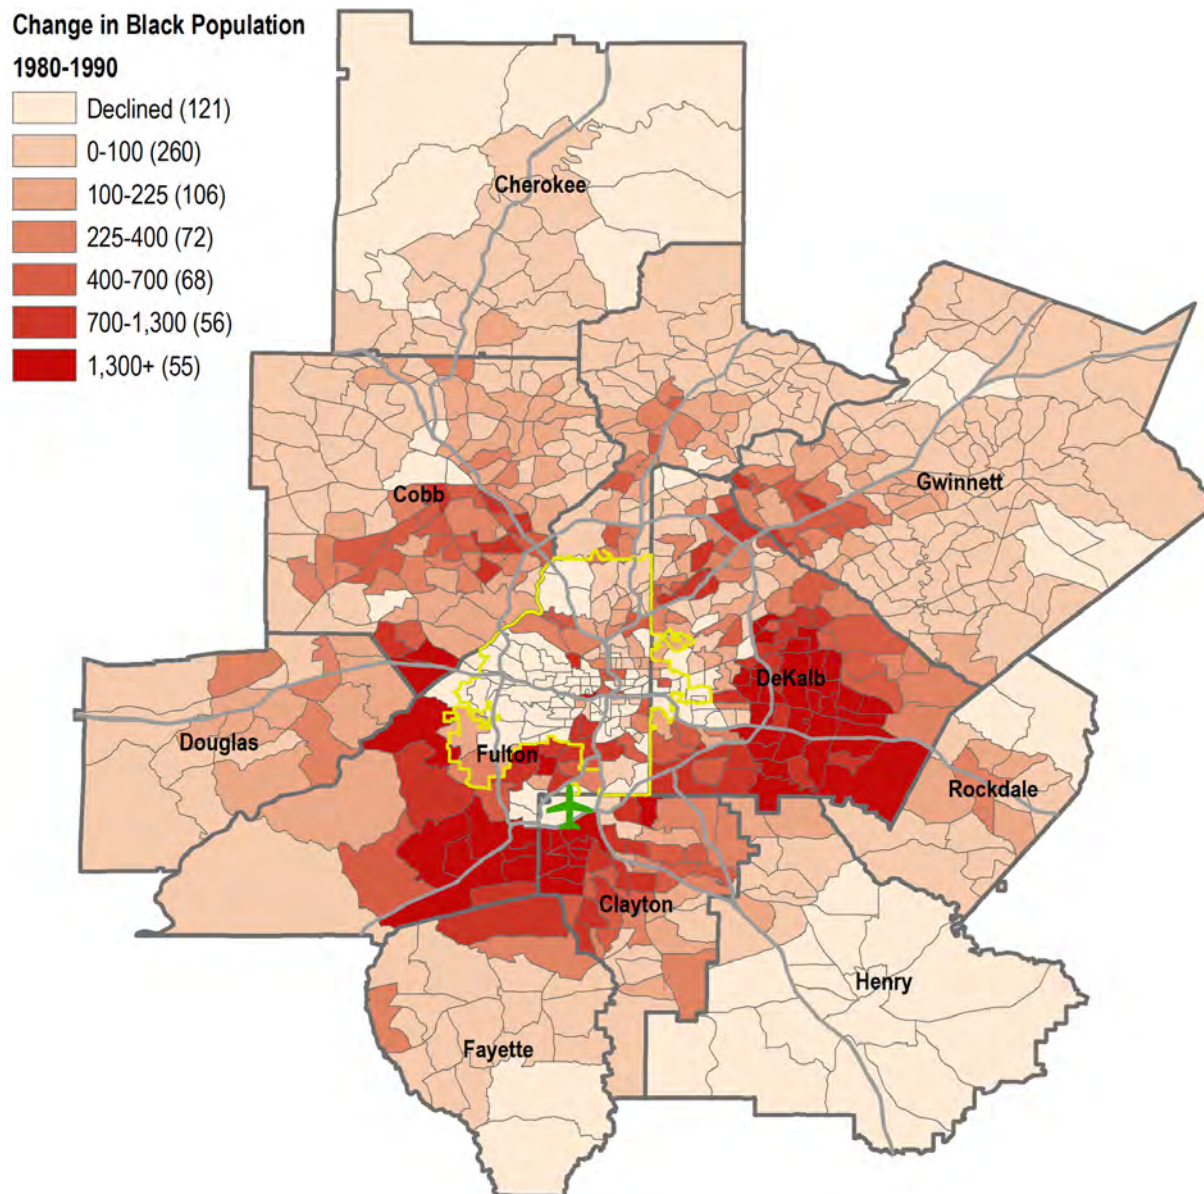 Change in Black Population
1980-1990
Declined (121)
0-100 (260)
100-225 (106)
225-400 (72)
400-700 (68)
700-1,300 (56)
1,300+ (55)
Cherokee
Cobb
Gwinnett
DeKalb
Douglas
Fulton
Rockdale
Clayton
Henry
Fayette